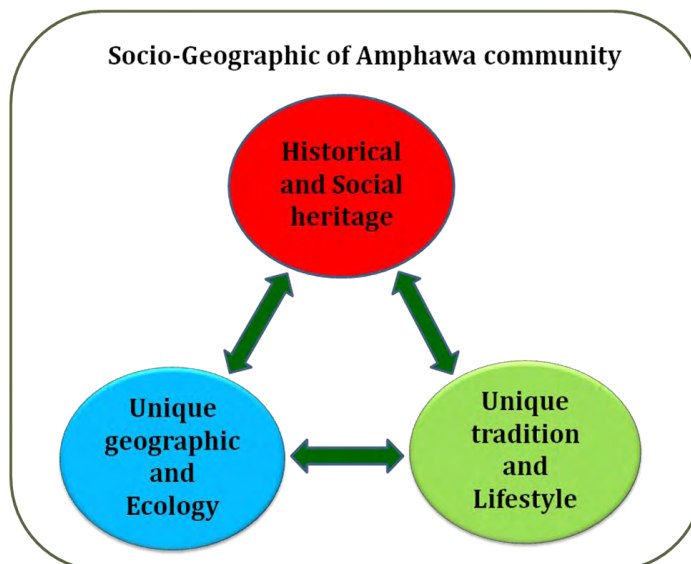 Socio-Geographic of Amphawa community
Historical
and Social
heritage
Unique
geographic
and
Ecology
Unique
tradition
and
Lifestyle